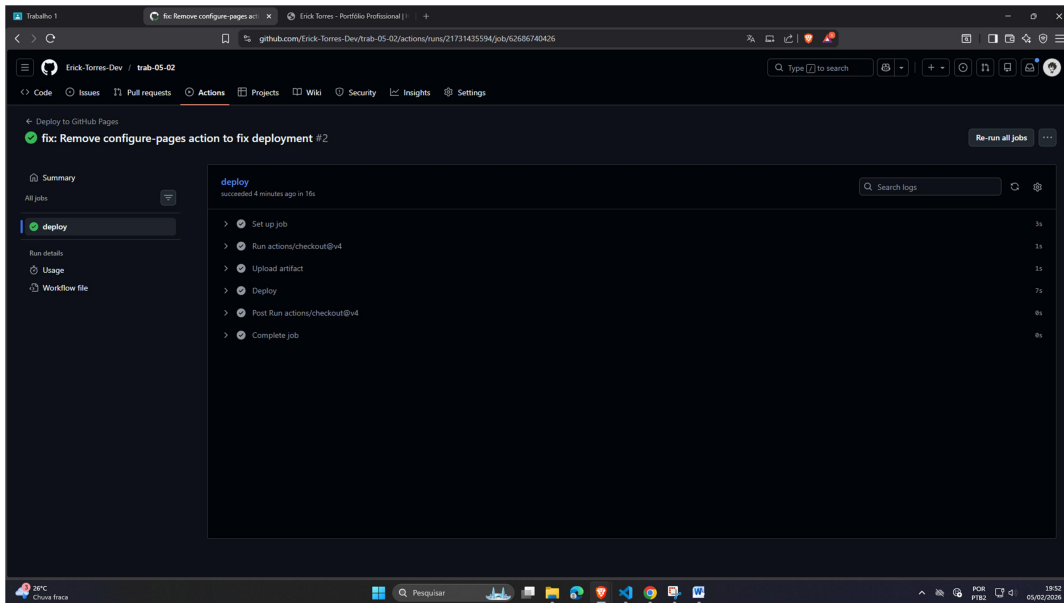 Trabalho 1
fix: Remove configure-pages act
Erick Torres - Portfólio Profissional |
github.com/Erick-Torres-Dev/trab-05-02/actions/runs/21731435594/job/62686740426
Erick-Torres-Dev / trab-05-02
Type / to search
Code Issues Pull requests Actions Projects Wiki Security Insights Settings
← Deploy to GitHub Pages
fix: Remove configure-pages action to fix deployment #2
Re-run all jobs
Summary
All jobs
deploy
Run details
Usage
Workflow file
deploy
succeeded 4 minutes ago in 16s
Search logs
Set up job 3s
Run actions/checkout@v4 1s
Upload artifact 1s
Deploy 7s
Post Run actions/checkout@v4 0s
Complete job 0s
26°C
Chuva fraca
Pesquisar
POR
PTB2
19:52
05/02/2026